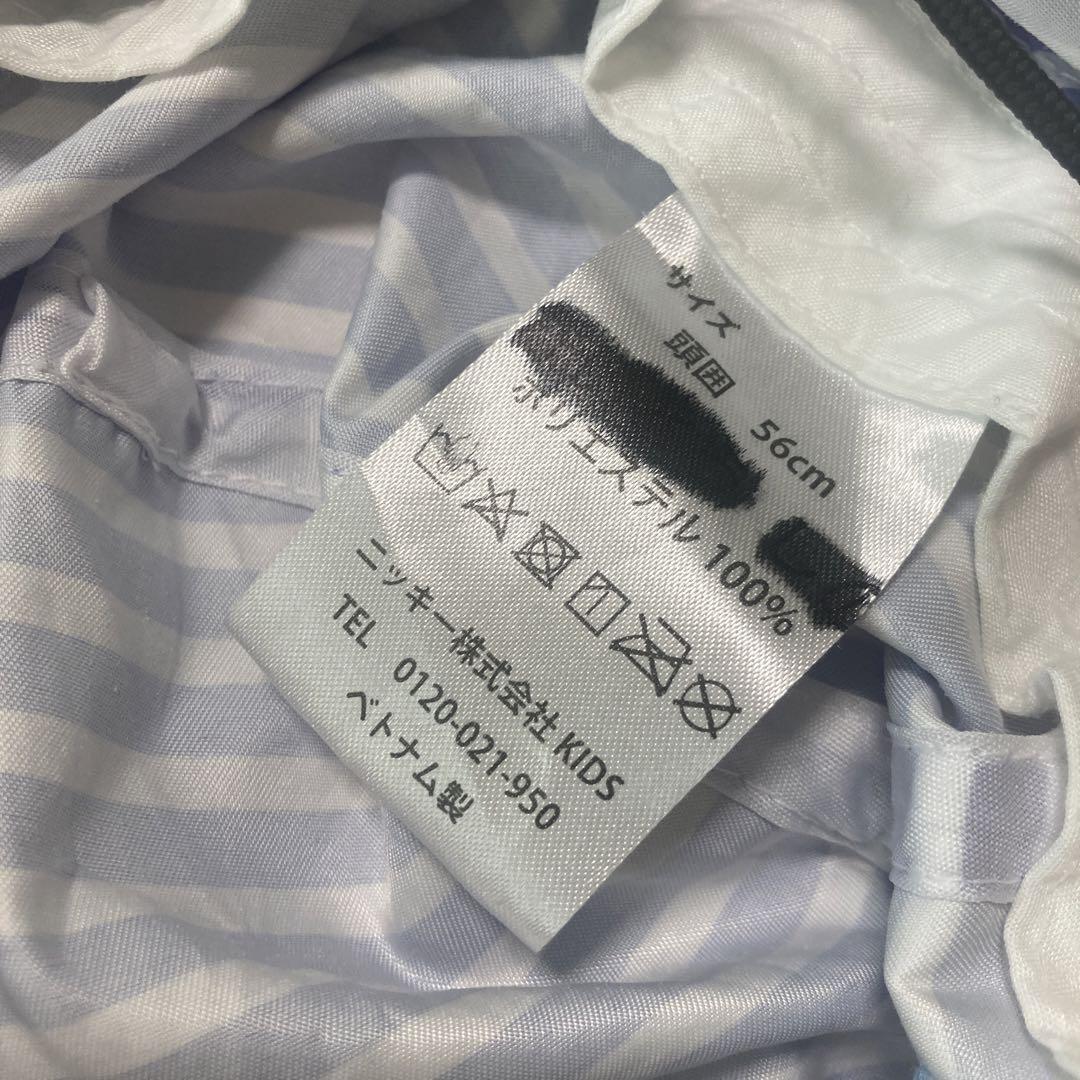 サイズ
頭囲 56cm
ポリエステル 100%
ニッキー株式会社 KIDS
TEL 0120-021-950
ベトナム製